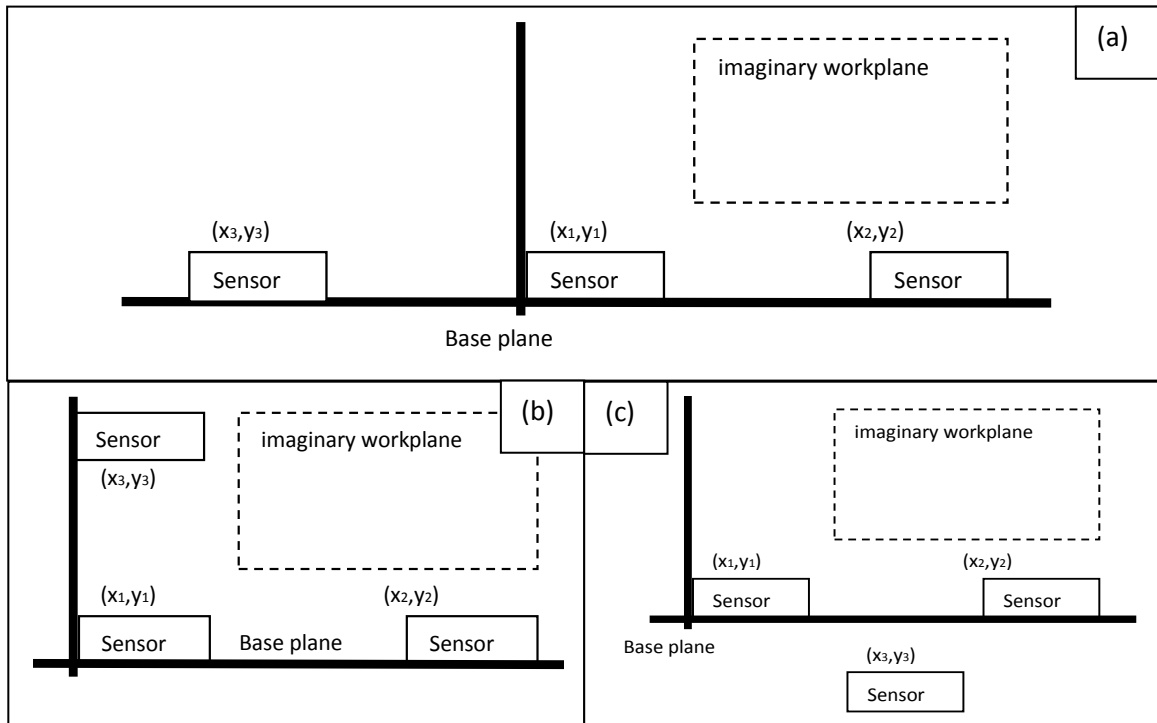 (a)
imaginary workplane
(x₃,y₃)
(x₁,y₁)
(x₂,y₂)
Sensor
Sensor
Sensor
Base plane
(b)
Sensor
imaginary workplane
(x₃,y₃)
(x₁,y₁)
(x₂,y₂)
Sensor
Base plane
Sensor
(c)
imaginary workplane
(x₁,y₁)
(x₂,y₂)
Sensor
Sensor
Base plane
(x₃,y₃)
Sensor